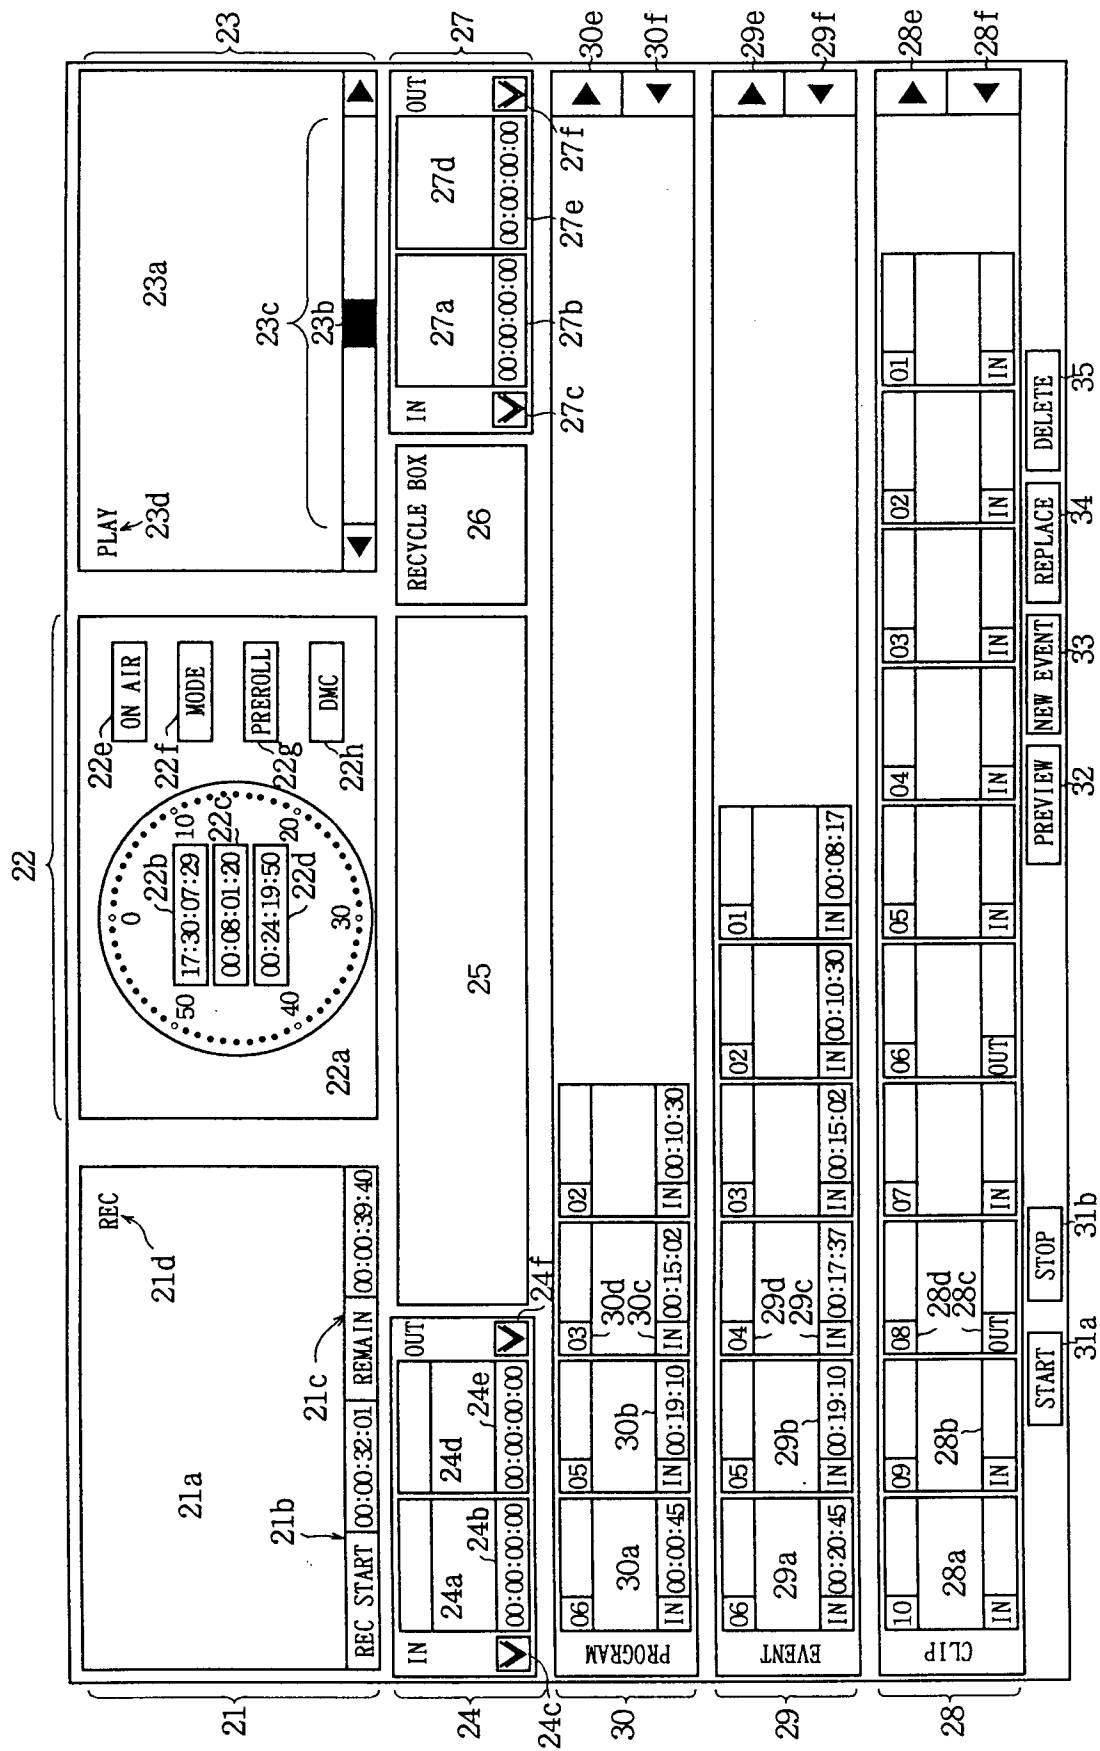 22
21
REC
21d
21a
21b
21c
REC START
00:00:32:01
REMAIN
00:00:39:40
0
10
20
30
40
50
22b
17:30:07:29
22c
00:08:01:20
00:24:19:50
22d
22a
22e
ON AIR
22f
MODE
PREROLL
22g
DMC
22h
PLAY
23d
23a
23c
23b
23
24
IN
OUT
24a
24b
00:00:00:00
24c
24d
24e
00:00:00:00
24f
25
RECYCLE BOX
26
27
IN
OUT
27a
00:00:00:00
27b
27c
27d
00:00:00:00
27e
27f
30
PROGRAM
06
30a
IN 00:00:45
05
30b
IN 00:19:10
03
30d
30c
IN 00:15:02
02
IN 00:10:30
30e
30f
29
EVENT
06
29a
IN 00:20:45
05
29b
IN 00:19:10
04
29d
29c
IN 00:17:37
03
IN 00:15:02
02
IN 00:10:30
01
IN 00:08:17
29e
29f
28
CLIP
10
28a
IN
09
28b
IN
08
28d
28c
OUT
07
IN
06
OUT
05
IN
04
IN
03
IN
02
IN
01
IN
28e
28f
START
31a
STOP
31b
PREVIEW
32
NEW EVENT
33
REPLACE
34
DELETE
35